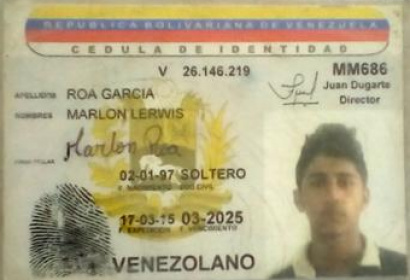 REPUBLICA BOLIVARIANA DE VENEZUELA
CEDULA DE IDENTIDAD
V 26.146.219 MM686
Juan Dugarte
Director
APELLIDOS ROA GARCIA
NOMBRES MARLON LERWIS
Marlon Roa
02-01-97 SOLTERO
F. NACIMIENTO EDO. CIVIL
17-03-15 03-2025
F. EXPEDICION F. VENCIMIENTO
VENEZOLANO